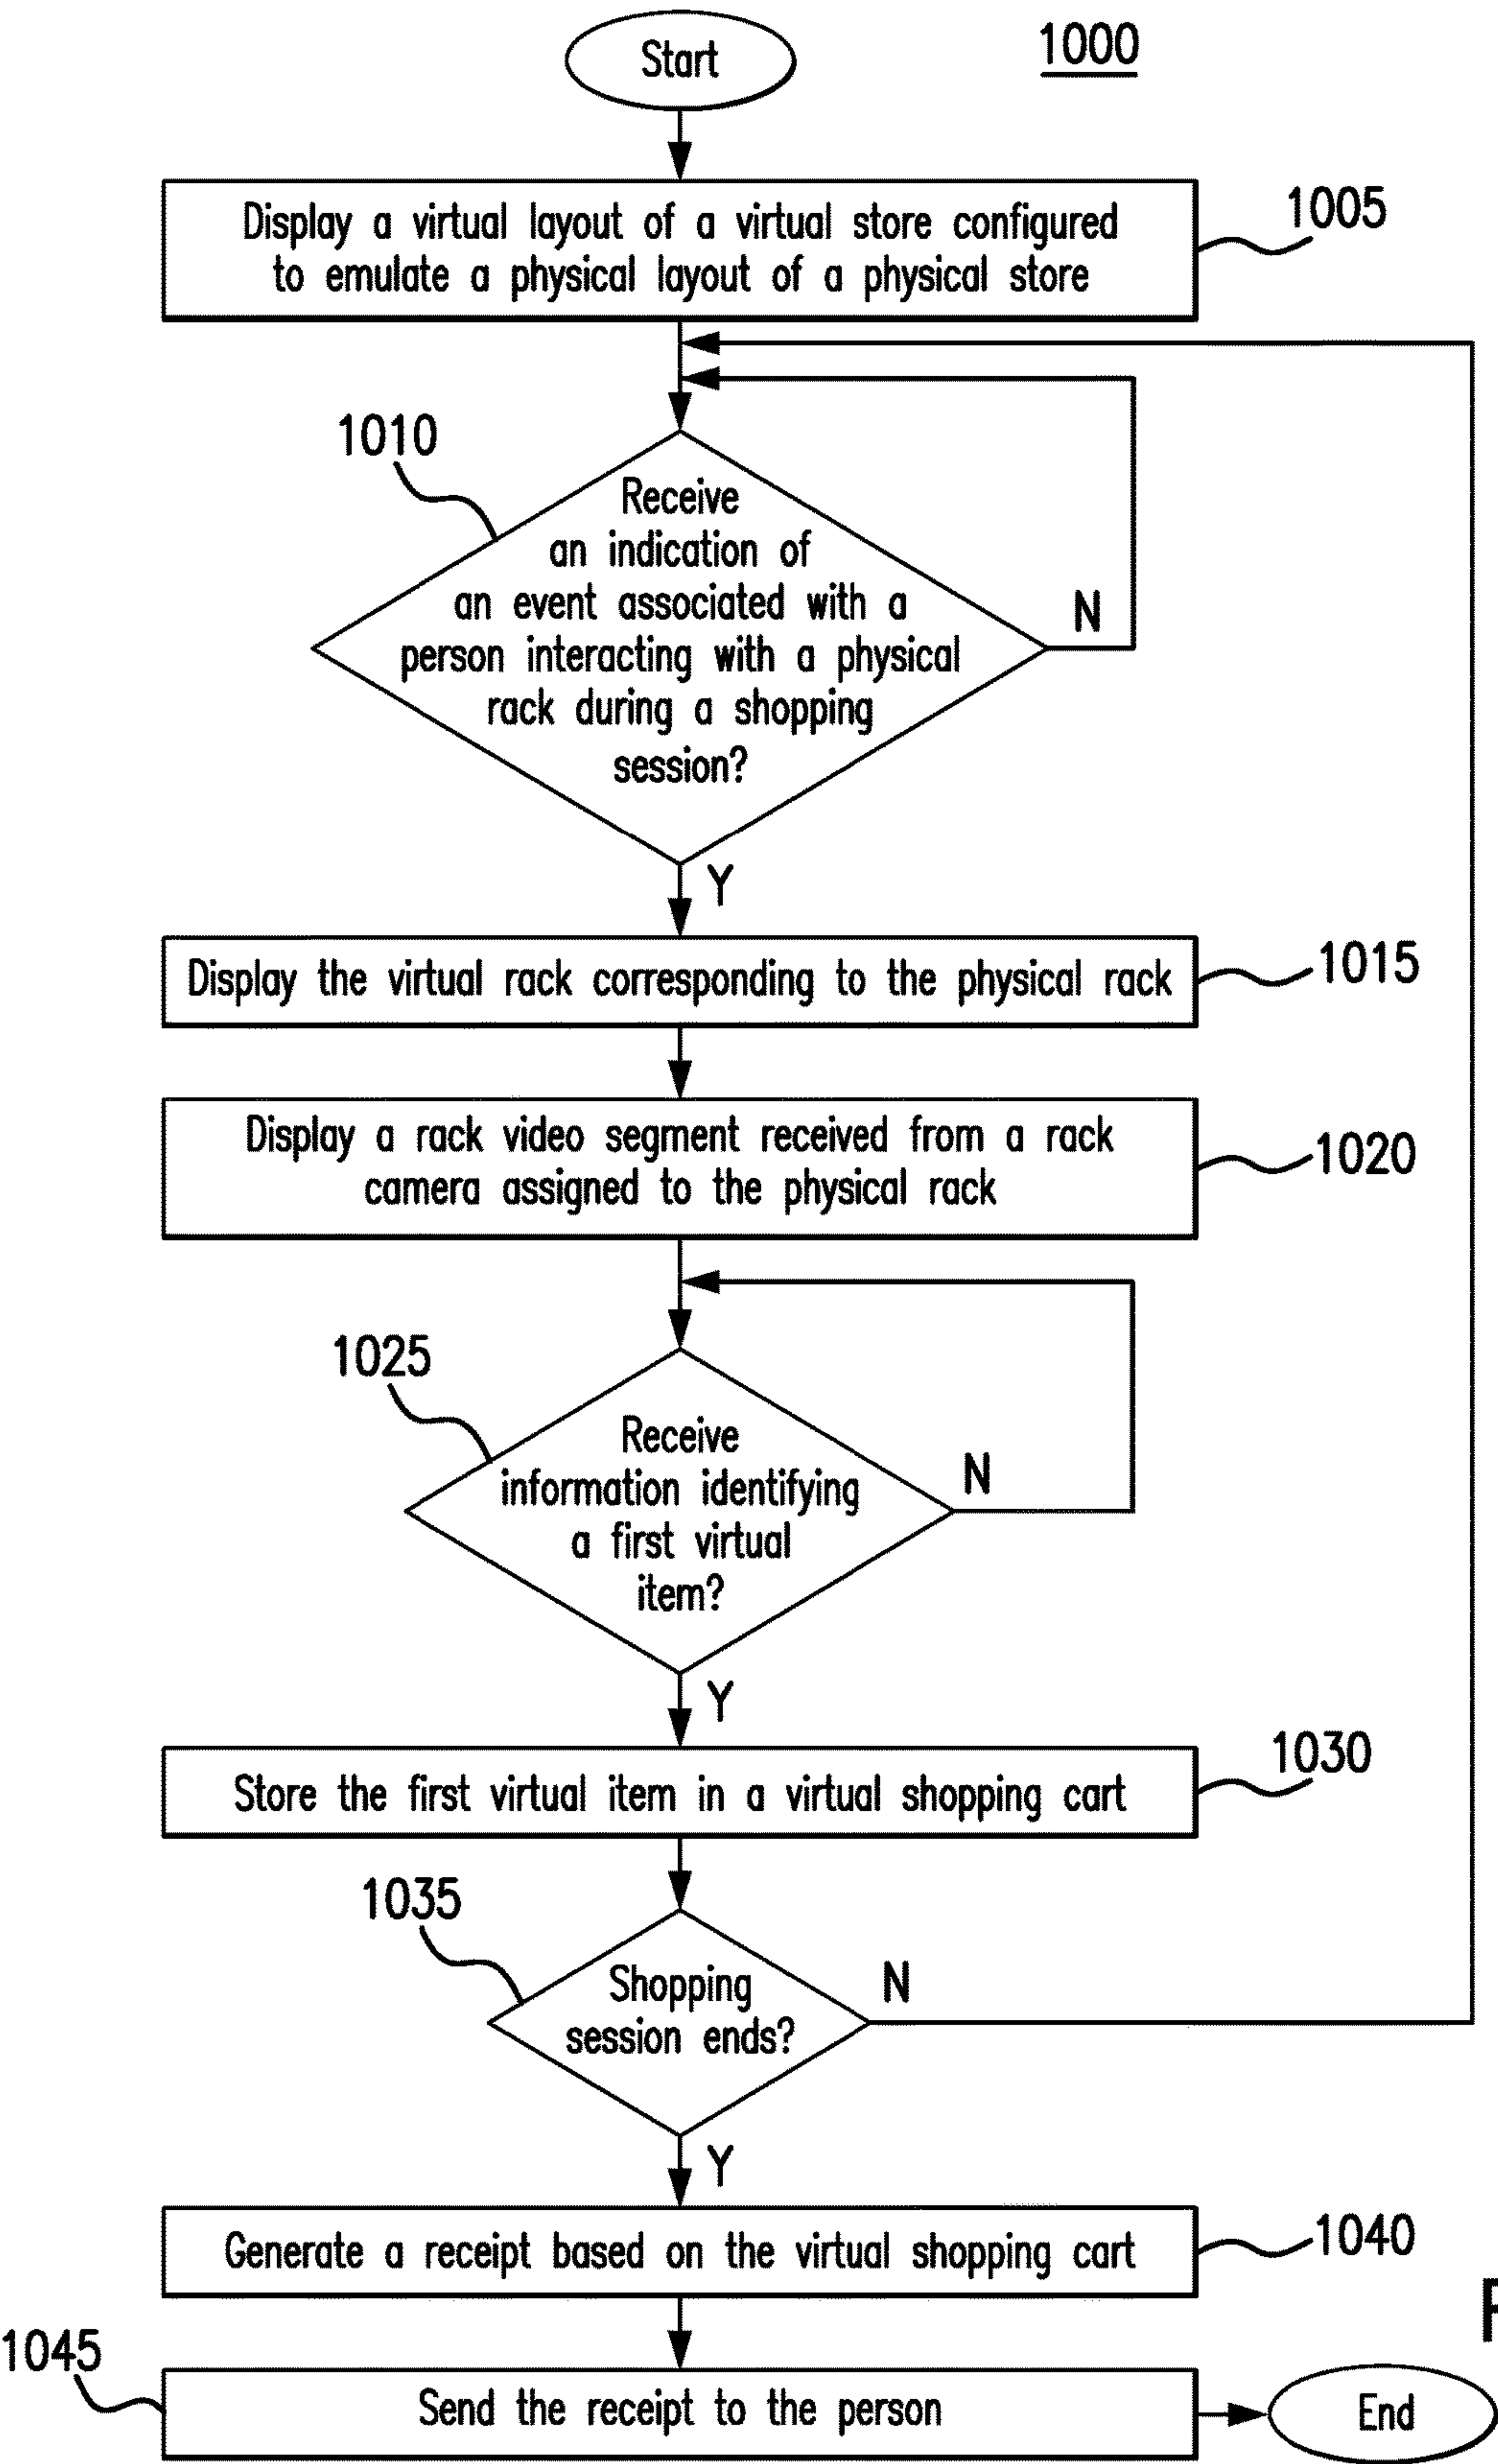 Start
1000
Display a virtual layout of a virtual store configured
to emulate a physical layout of a physical store
1005
1010
Receive
an indication of
an event associated with a
person interacting with a physical
rack during a shopping
session?
N
Y
Display the virtual rack corresponding to the physical rack
1015
Display a rack video segment received from a rack
camera assigned to the physical rack
1020
1025
Receive
information identifying
a first virtual
item?
N
Y
Store the first virtual item in a virtual shopping cart
1030
1035
Shopping
session ends?
N
Y
Generate a receipt based on the virtual shopping cart
1040
1045
Send the receipt to the person
End